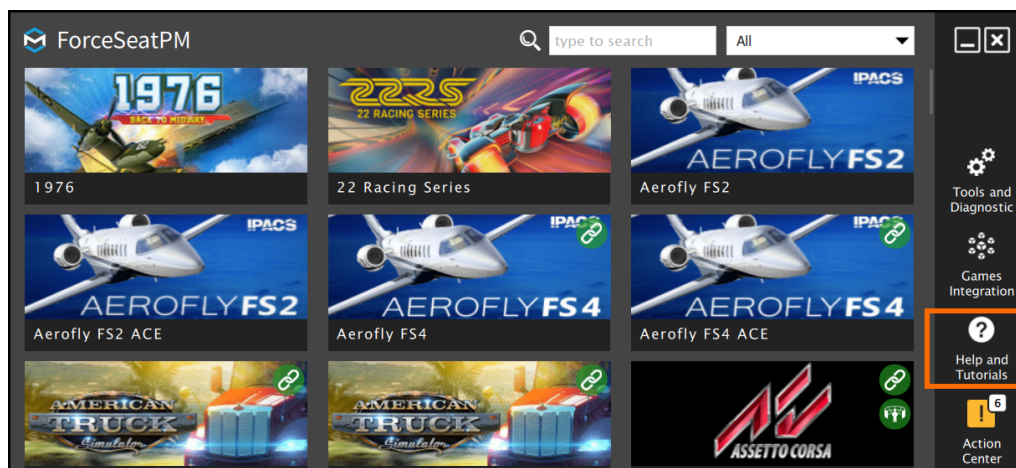 ForceSeatPM
type to search
All
1976
BACK TO MIDWAY
22RS
22 RACING SERIES
IPACS
AEROFLY FS2
1976
22 Racing Series
Aerofly FS2
IPACS
AEROFLY FS2
IPACS
AEROFLY FS4
IPACS
AEROFLY FS4
Aerofly FS2 ACE
Aerofly FS4
Aerofly FS4 ACE
AMERICAN
TRUCK
Simulator
AMERICAN
TRUCK
Simulator
ASSETTO CORSA
Tools and
Diagnostic
Games
Integration
?
Help and
Tutorials
!
6
Action
Center